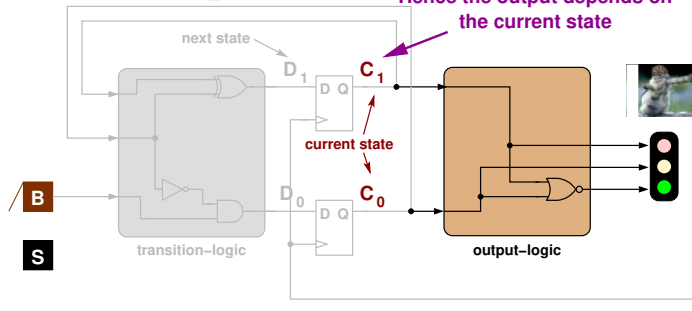 Hence the output depends on
the current state
next state
D1
C1
D Q
current state
B
D0
C0
D Q
S
transition-logic
output-logic